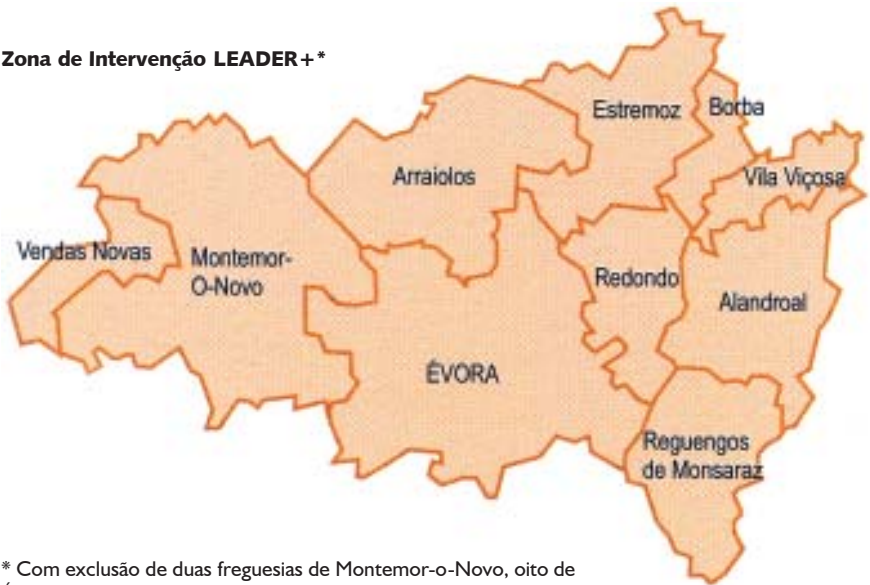 Zona de Intervenção LEADER+*
Estremoz
Borba
Arraiolos
Vila Viçosa
Vendas Novas
Montemor-
O-Novo
Redondo
Alandroal
ÉVORA
Reguengos
de Monsaraz
* Com exclusão de duas freguesias de Montemor-o-Novo, oito de